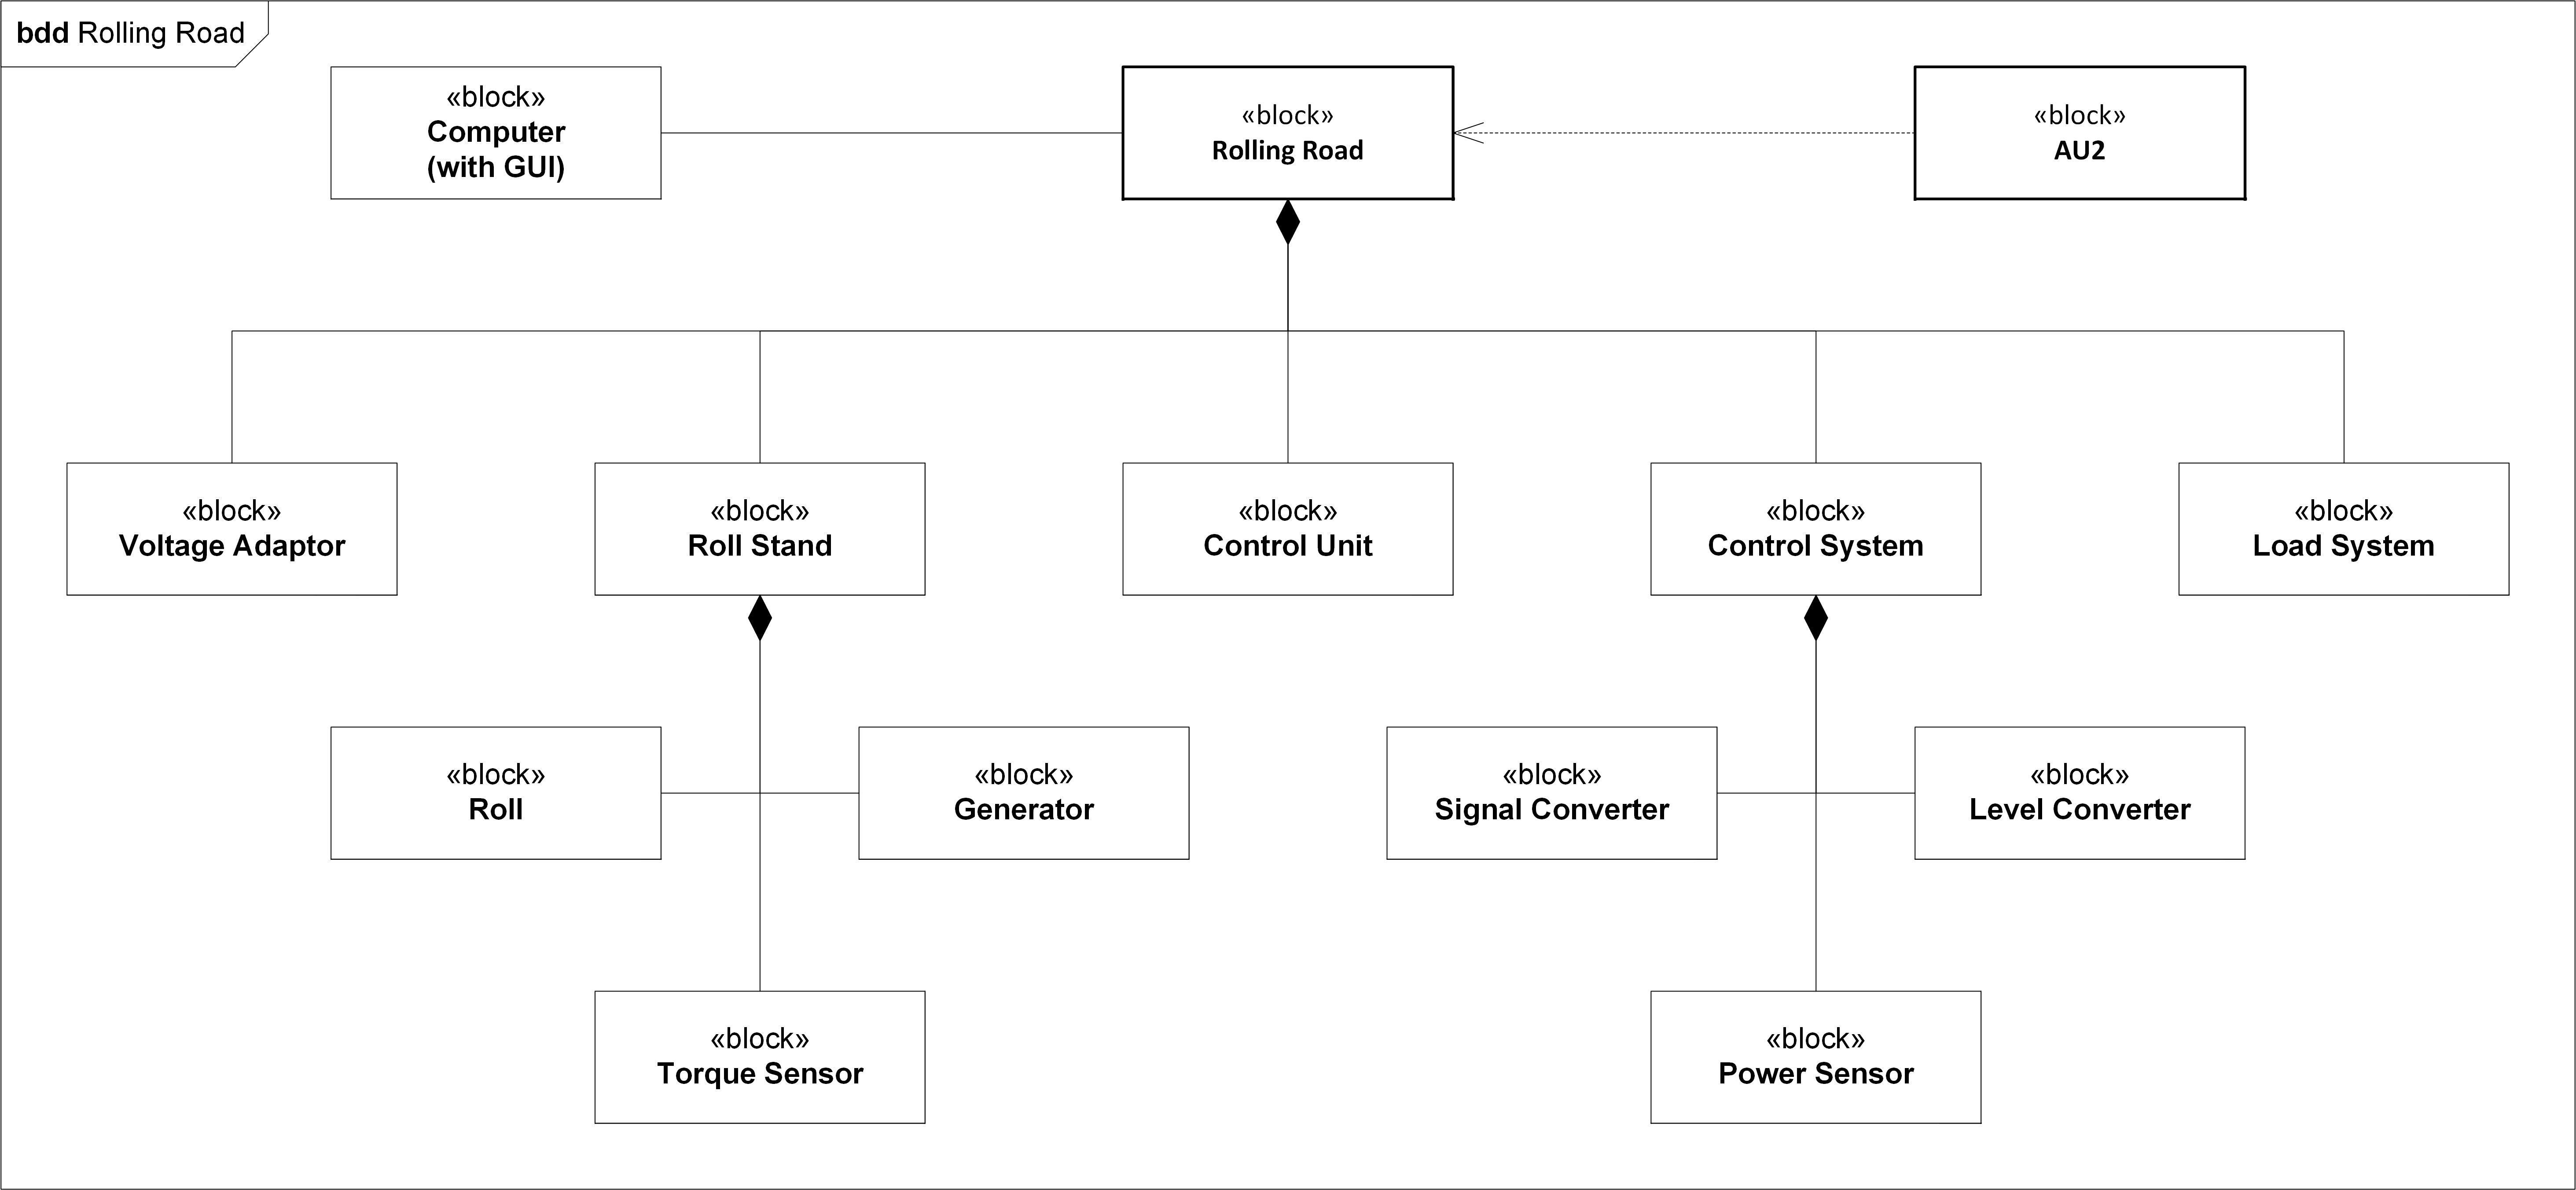 bdd Rolling Road
«block»
Computer
(with GUI)
«block»
Rolling Road
«block»
AU2
«block»
Voltage Adaptor
«block»
Roll Stand
«block»
Control Unit
«block»
Control System
«block»
Load System
«block»
Roll
«block»
Generator
«block»
Signal Converter
«block»
Level Converter
«block»
Torque Sensor
«block»
Power Sensor